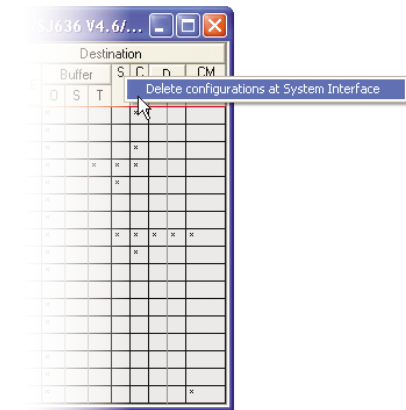 SJ636 V4.6/...
Destination
Buffer S C D CM
O S T
Delete configurations at System Interface
× ×
×
× × × ×
× ×
× × × × × ×
× ×
× ×